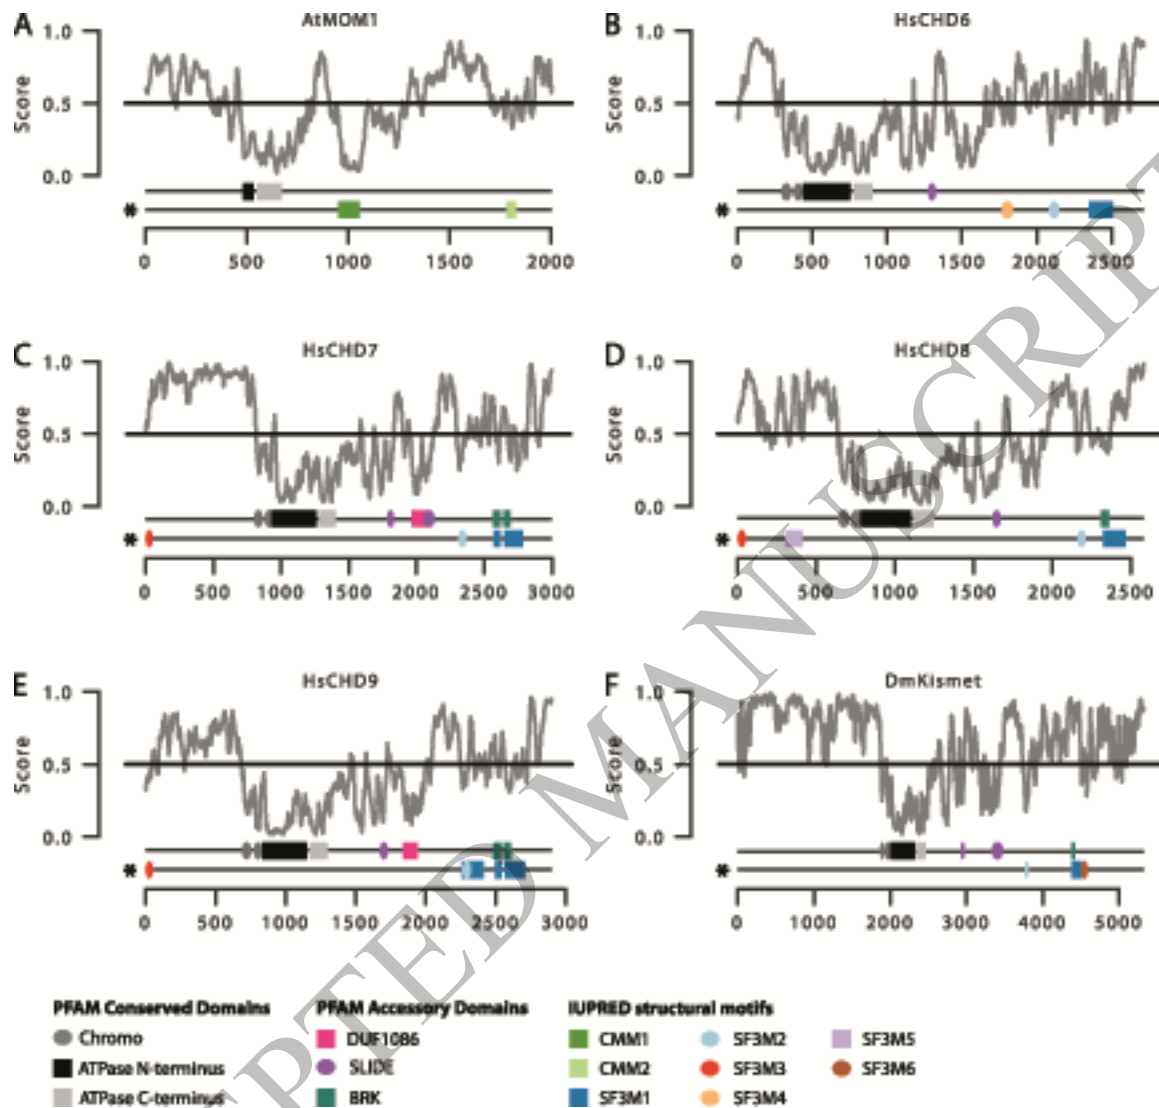 A AtMOM1
B HsCHD6
1.0 1.0
Score 0.5 Score 0.5
0.0 0.0
* *
0 500 1000 1500 2000 0 500 1000 1500 2000 2500
C HsCHD7
D HsCHD8
1.0 1.0
Score 0.5 Score 0.5
0.0 0.0
* *
0 500 1000 1500 2000 2500 3000 0 500 1000 1500 2000 2500
E HsCHD9
F DmKismet
1.0 1.0
Score 0.5 Score 0.5
0.0 0.0
* *
0 500 1000 1500 2000 2500 3000 0 1000 2000 3000 4000 5000
PFAM Conserved Domains PFAM Accessory Domains IUPRED structural motifs
Chromo DUF1086 CMM1 SF3M2 SF3M5
ATPase N-terminus SLIDE CMM2 SF3M3 SF3M6
ATPase C-terminus BRK SF3M1 SF3M4
PTED MANUSCRIPT